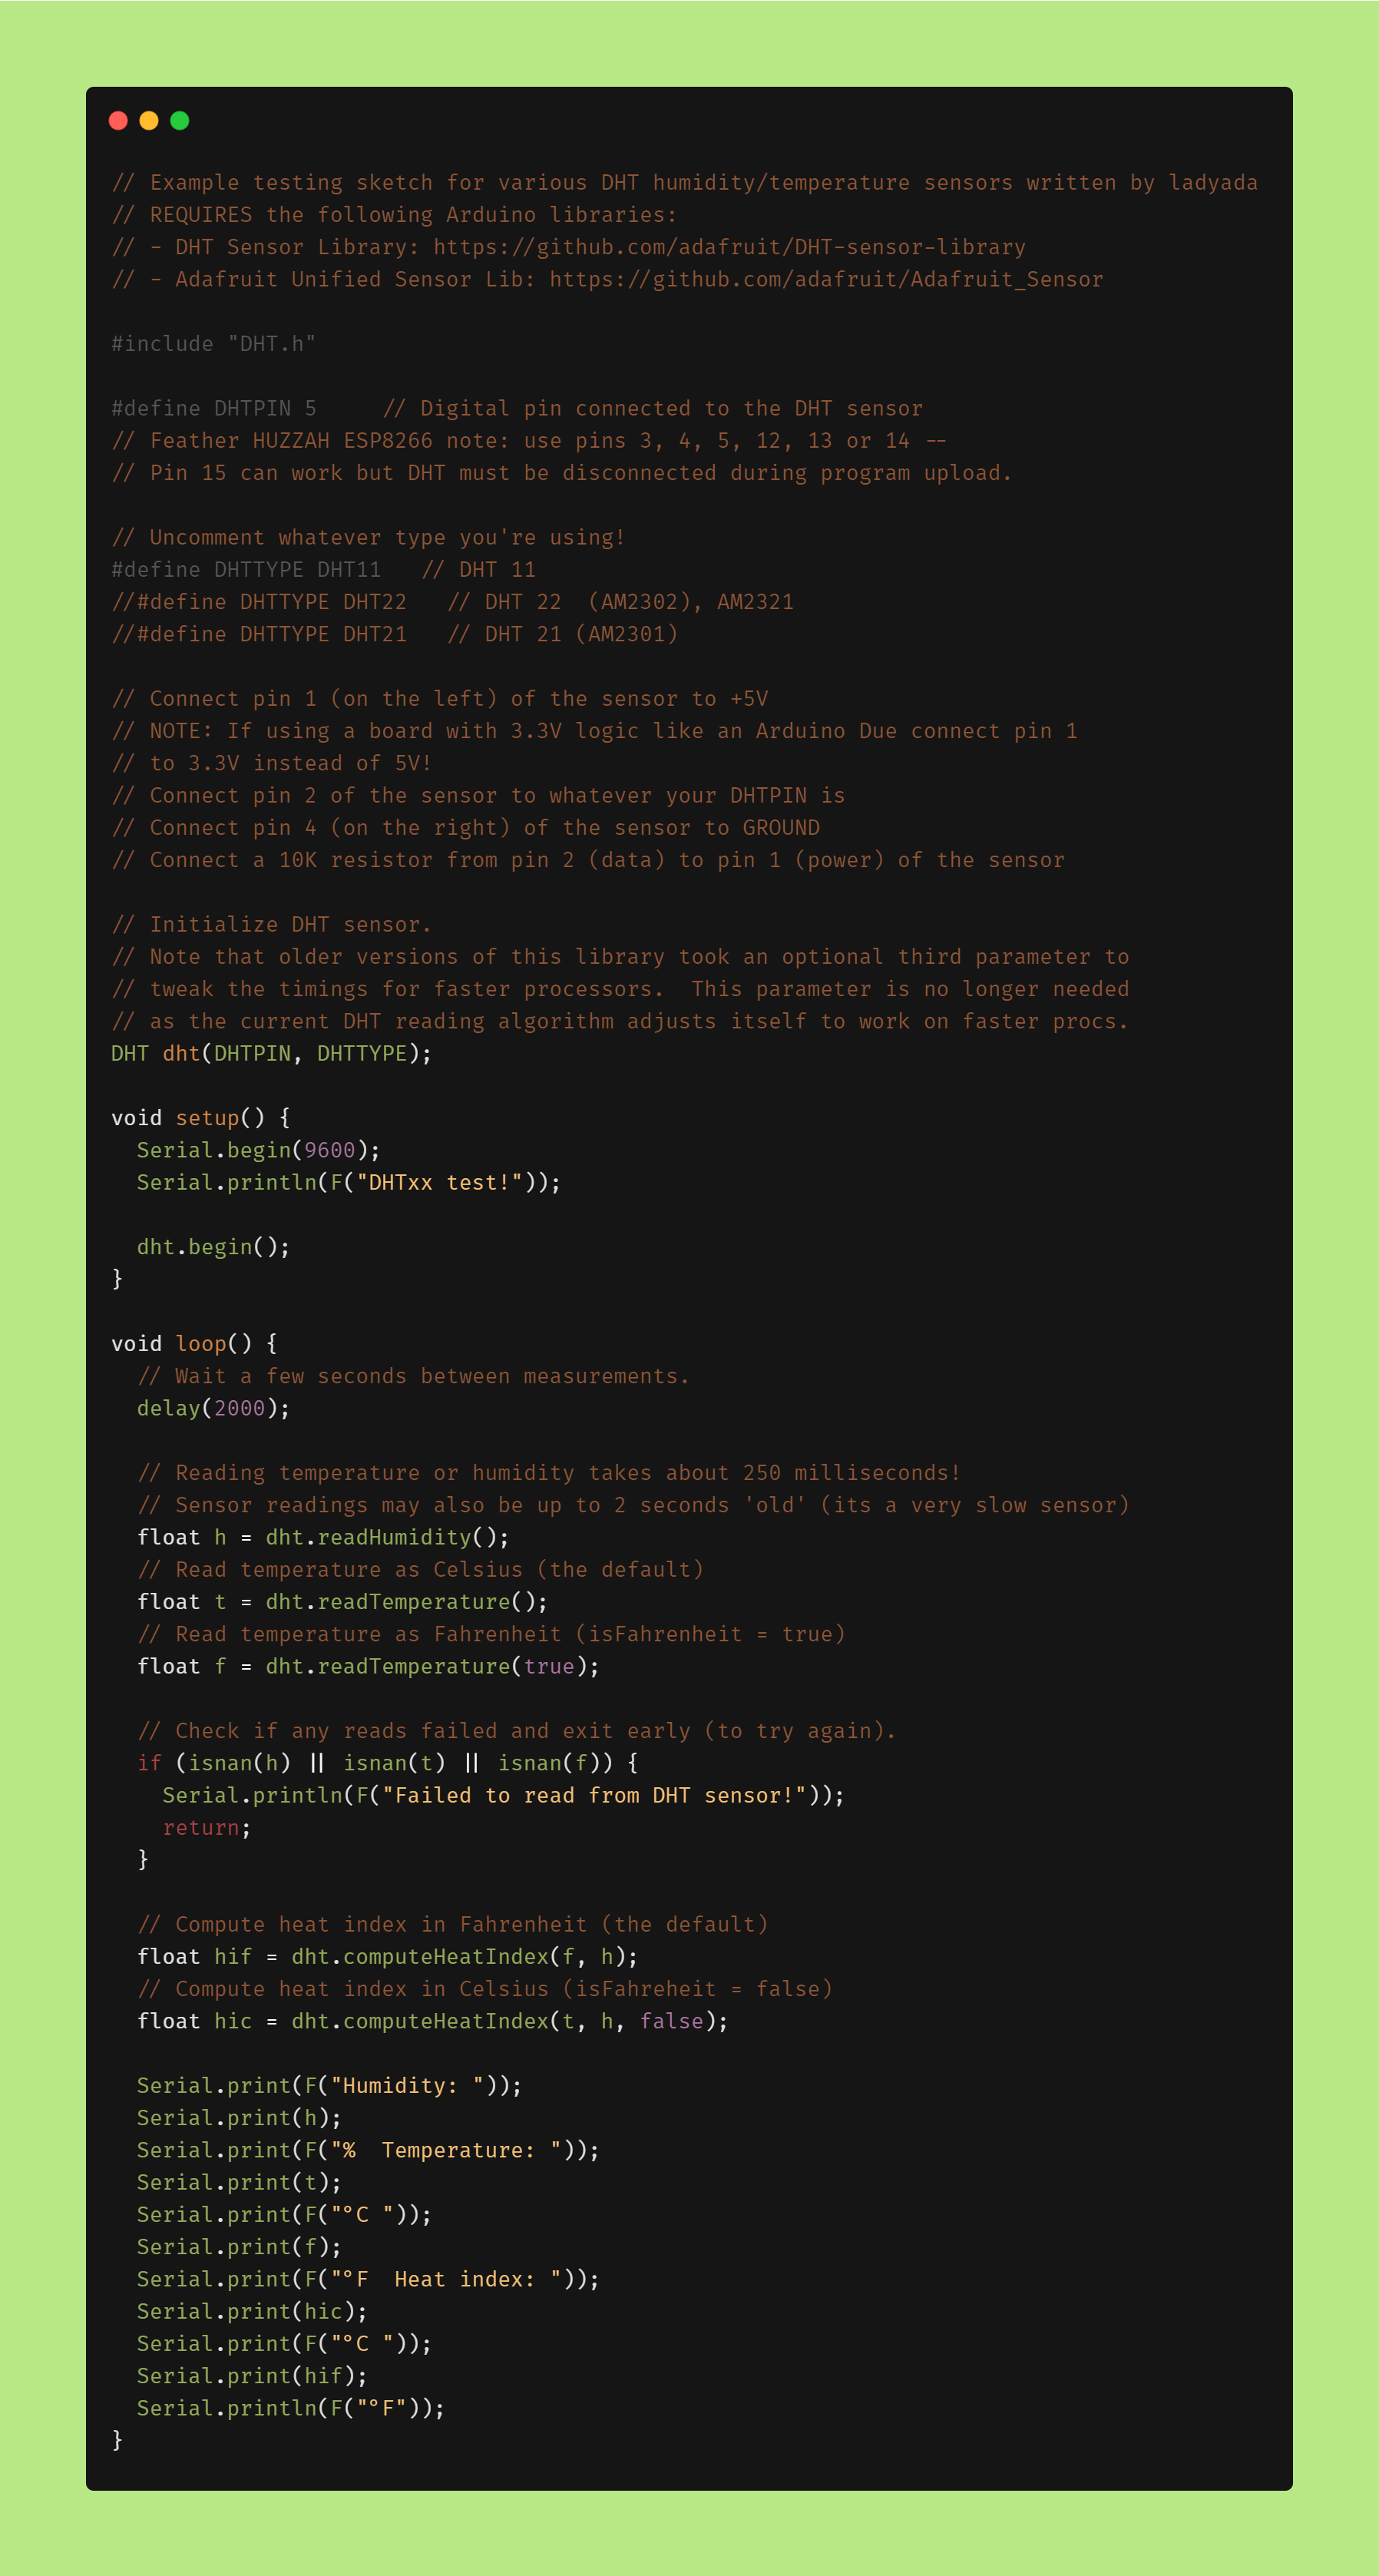 // Example testing sketch for various DHT humidity/temperature sensors written by ladyada
// REQUIRES the following Arduino libraries:
// - DHT Sensor Library: https://github.com/adafruit/DHT-sensor-library
// - Adafruit Unified Sensor Lib: https://github.com/adafruit/Adafruit_Sensor

#include "DHT.h"

#define DHTPIN 5     // Digital pin connected to the DHT sensor
// Feather HUZZAH ESP8266 note: use pins 3, 4, 5, 12, 13 or 14 --
// Pin 15 can work but DHT must be disconnected during program upload.

// Uncomment whatever type you're using!
#define DHTTYPE DHT11   // DHT 11
//#define DHTTYPE DHT22   // DHT 22  (AM2302), AM2321
//#define DHTTYPE DHT21   // DHT 21 (AM2301)

// Connect pin 1 (on the left) of the sensor to +5V
// NOTE: If using a board with 3.3V logic like an Arduino Due connect pin 1
// to 3.3V instead of 5V!
// Connect pin 2 of the sensor to whatever your DHTPIN is
// Connect pin 4 (on the right) of the sensor to GROUND
// Connect a 10K resistor from pin 2 (data) to pin 1 (power) of the sensor

// Initialize DHT sensor.
// Note that older versions of this library took an optional third parameter to
// tweak the timings for faster processors.  This parameter is no longer needed
// as the current DHT reading algorithm adjusts itself to work on faster procs.
DHT dht(DHTPIN, DHTTYPE);

void setup() {
  Serial.begin(9600);
  Serial.println(F("DHTxx test!"));

  dht.begin();
}

void loop() {
  // Wait a few seconds between measurements.
  delay(2000);

  // Reading temperature or humidity takes about 250 milliseconds!
  // Sensor readings may also be up to 2 seconds 'old' (its a very slow sensor)
  float h = dht.readHumidity();
  // Read temperature as Celsius (the default)
  float t = dht.readTemperature();
  // Read temperature as Fahrenheit (isFahrenheit = true)
  float f = dht.readTemperature(true);

  // Check if any reads failed and exit early (to try again).
  if (isnan(h) || isnan(t) || isnan(f)) {
    Serial.println(F("Failed to read from DHT sensor!"));
    return;
  }

  // Compute heat index in Fahrenheit (the default)
  float hif = dht.computeHeatIndex(f, h);
  // Compute heat index in Celsius (isFahreheit = false)
  float hic = dht.computeHeatIndex(t, h, false);

  Serial.print(F("Humidity: "));
  Serial.print(h);
  Serial.print(F("%  Temperature: "));
  Serial.print(t);
  Serial.print(F("°C "));
  Serial.print(f);
  Serial.print(F("°F  Heat index: "));
  Serial.print(hic);
  Serial.print(F("°C "));
  Serial.print(hif);
  Serial.println(F("°F"));
}